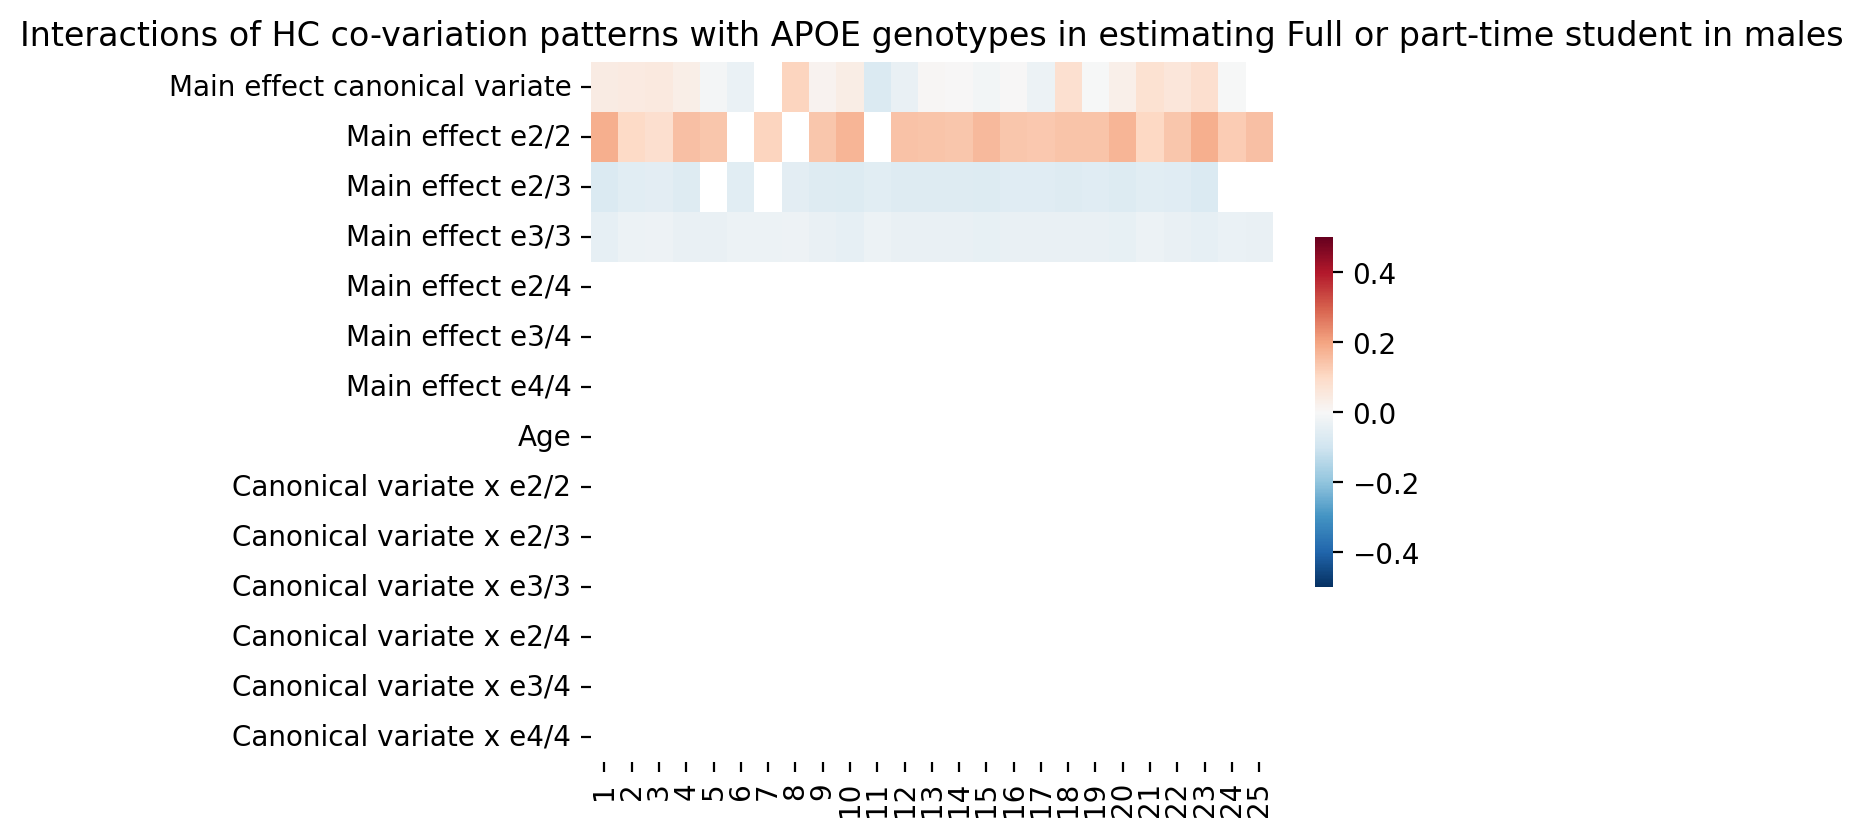 Interactions of HC co-variation patterns with APOE genotypes in estimating Full or part-time student in males
Main effect canonical variate
Main effect e2/2
Main effect e2/3
Main effect e3/3
Main effect e2/4
Main effect e3/4
Main effect e4/4
Age
Canonical variate x e2/2
Canonical variate x e2/3
Canonical variate x e3/3
Canonical variate x e2/4
Canonical variate x e3/4
Canonical variate x e4/4
1 2 3 4 5 6 7 8 9 10 11 12 13 14 15 16 17 18 19 20 21 22 23 24 25
0.4
0.2
0.0
−0.2
−0.4